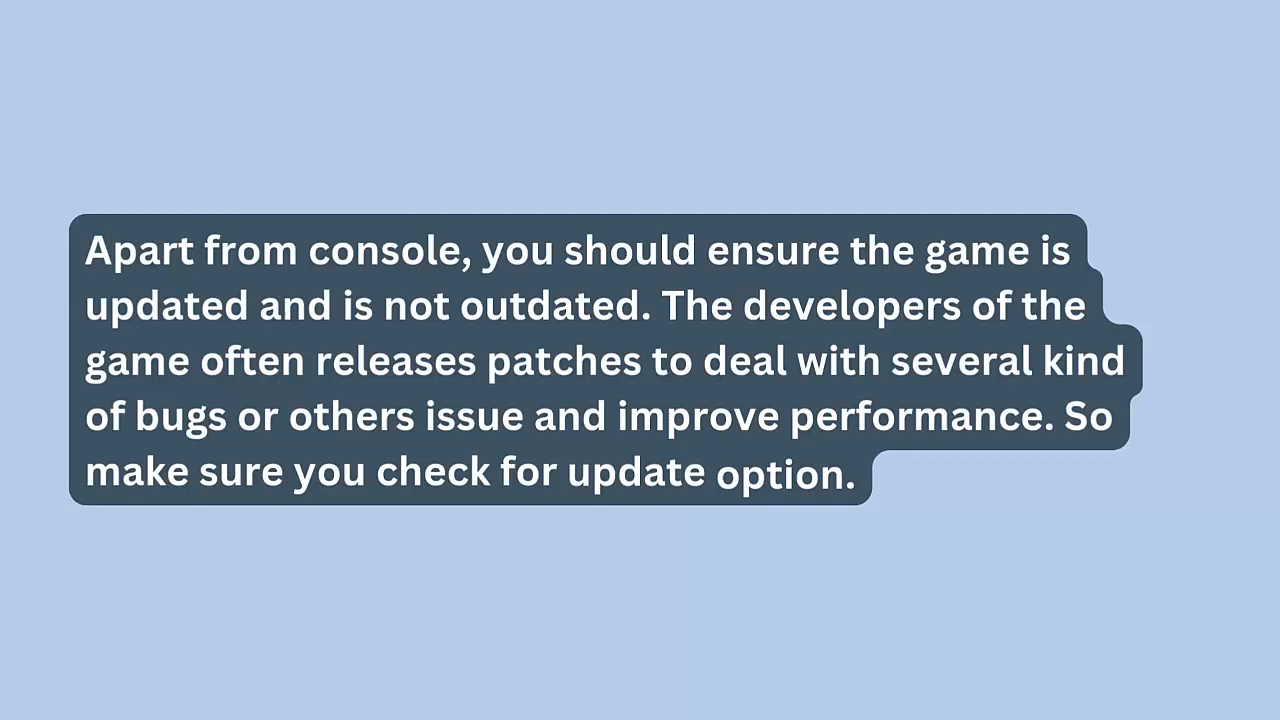 Apart from console, you should ensure the game is
updated and is not outdated. The developers of the
game often releases patches to deal with several kind
of bugs or others issue and improve performance. So
make sure you check for update option.